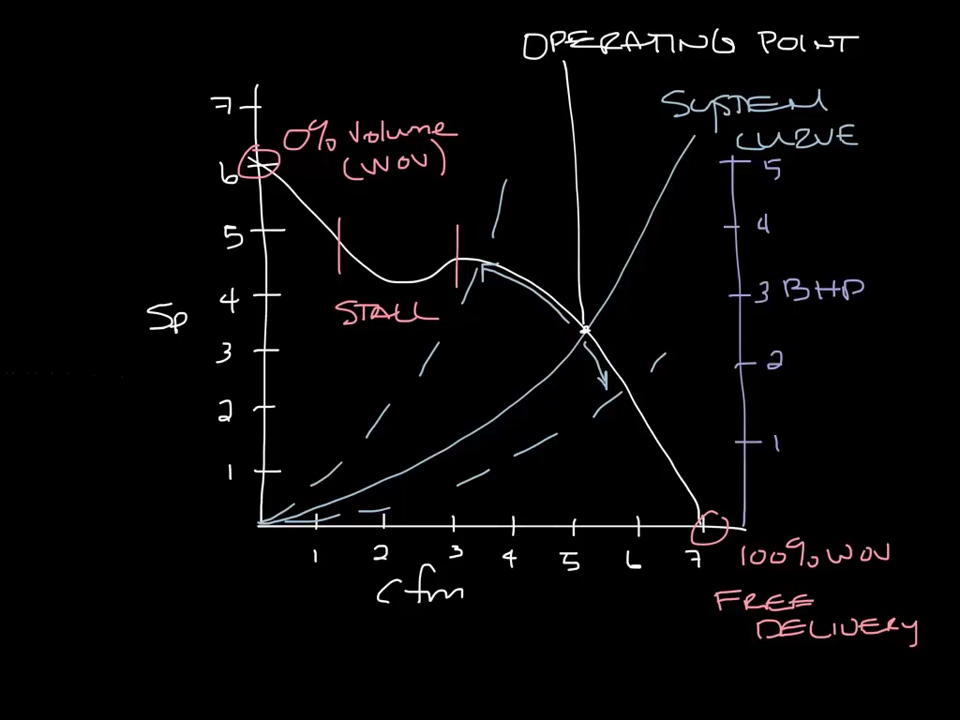 OPERATING POINT
SYSTEM
CURVE
7
0% VOLUME
(WOV)
6
5
4
3
2
1
SP
STALL
5
4
3 BHP
2
1
1 2 3 4 5 6 7
Cfm
100% WOV
FREE
DELIVERY